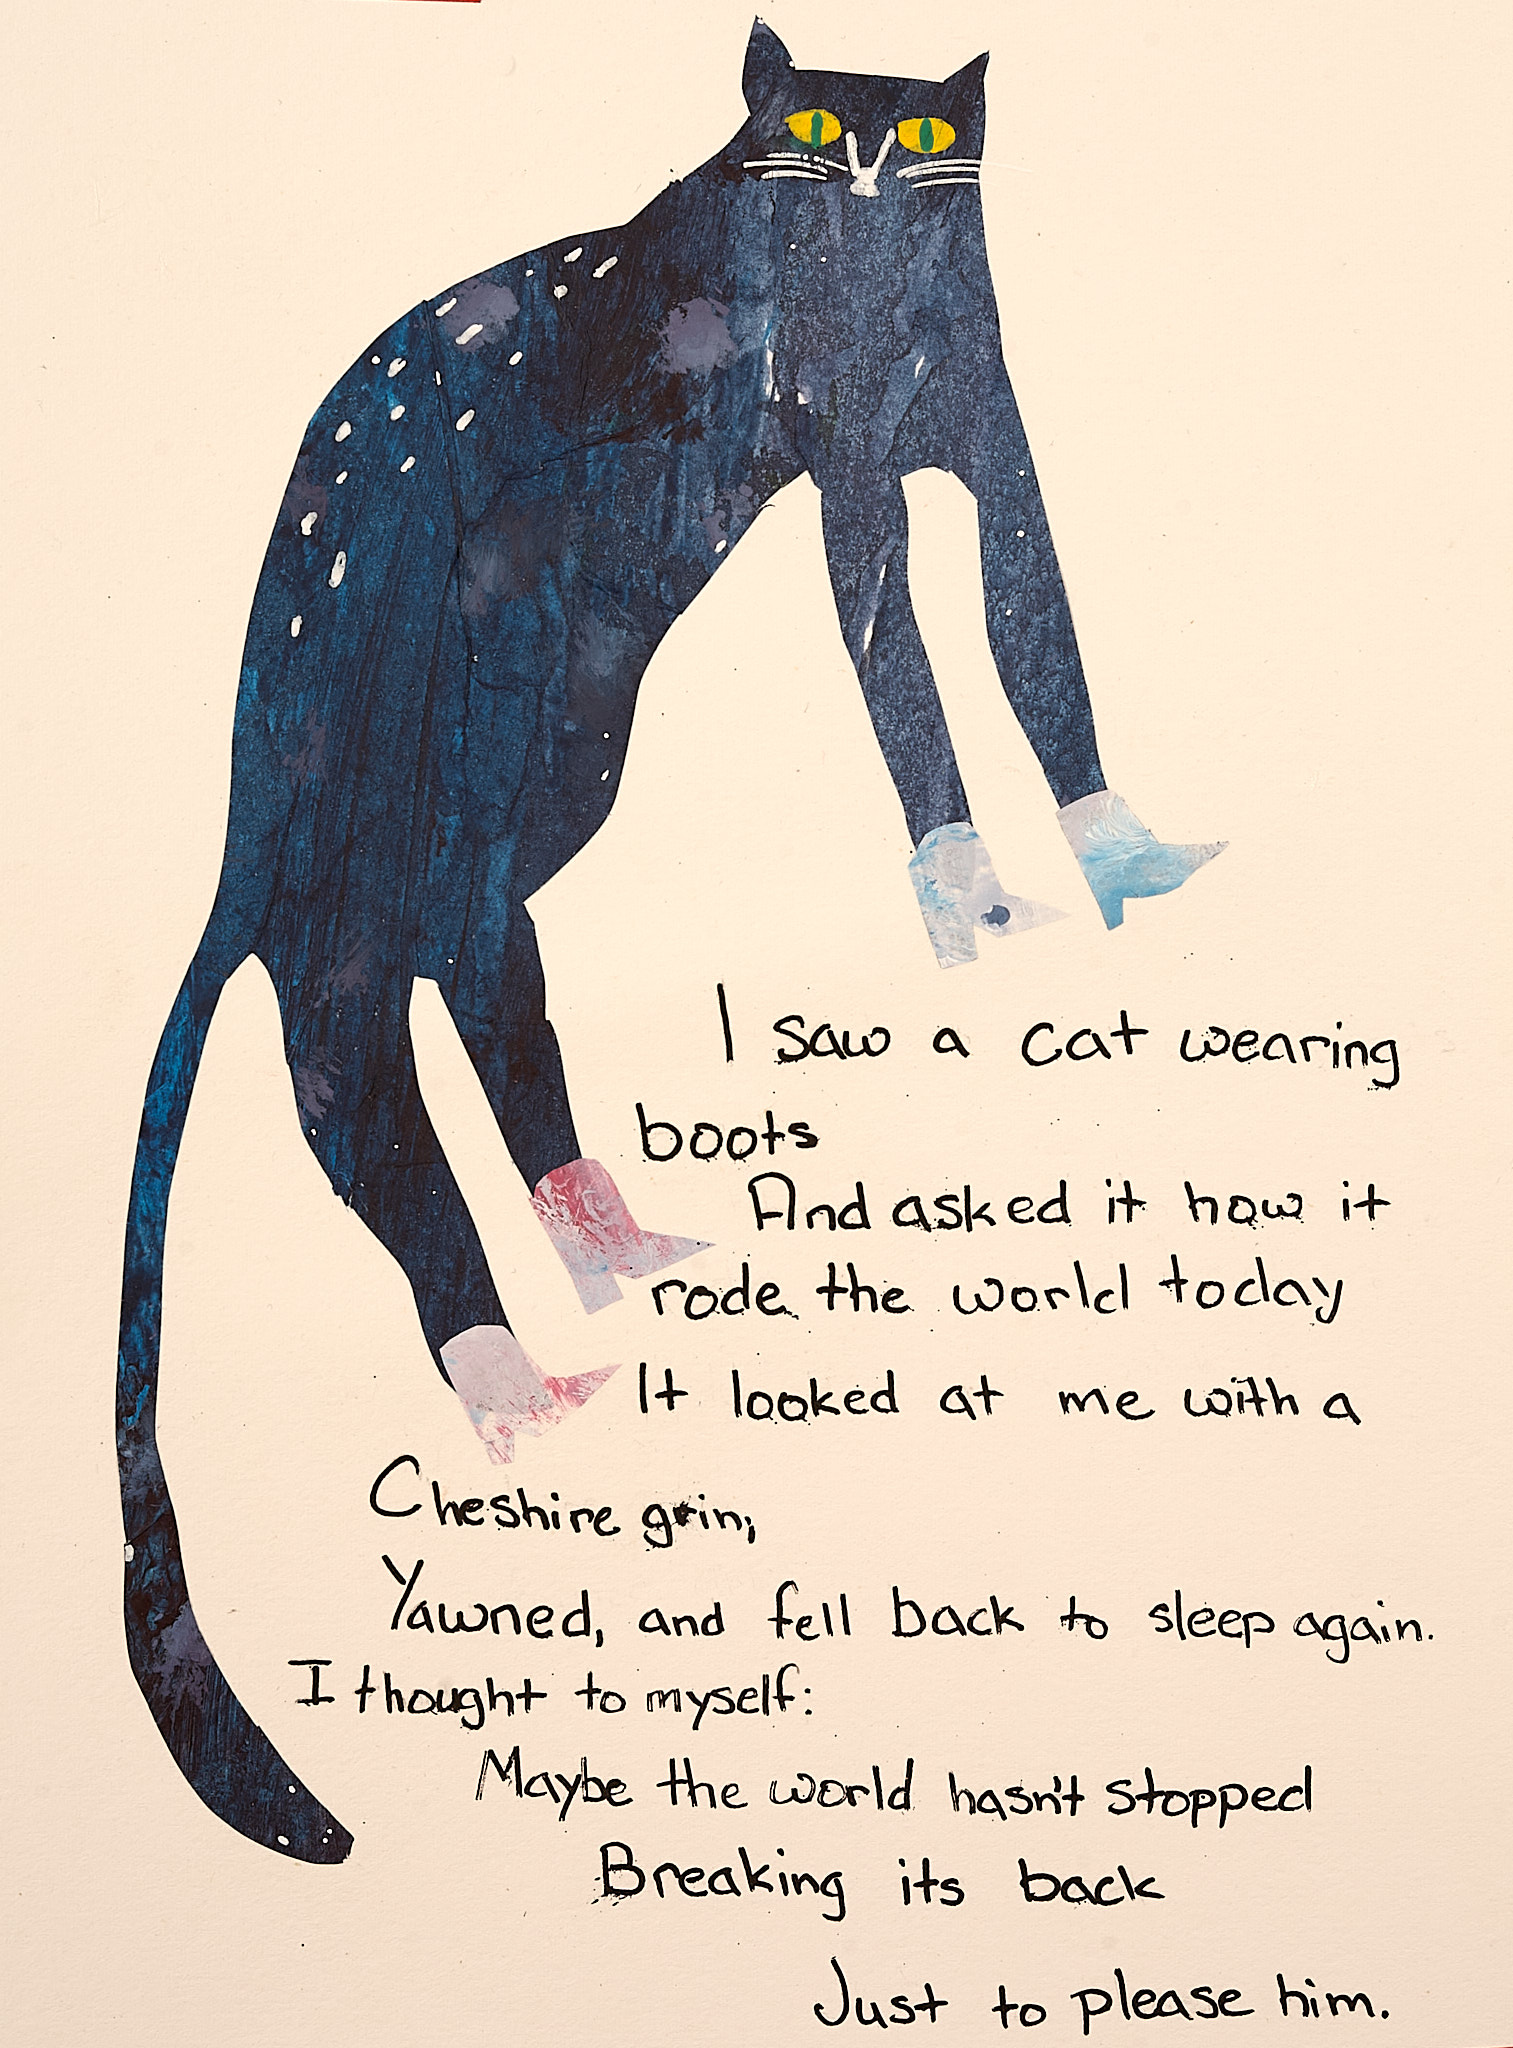 I saw a cat wearing
boots
And asked it how it
rode the world today
It looked at me with a
Cheshire grin,
Yawned, and fell back to sleep again.
I thought to myself:
Maybe the world hasn't stopped
Breaking its back
Just to please him.